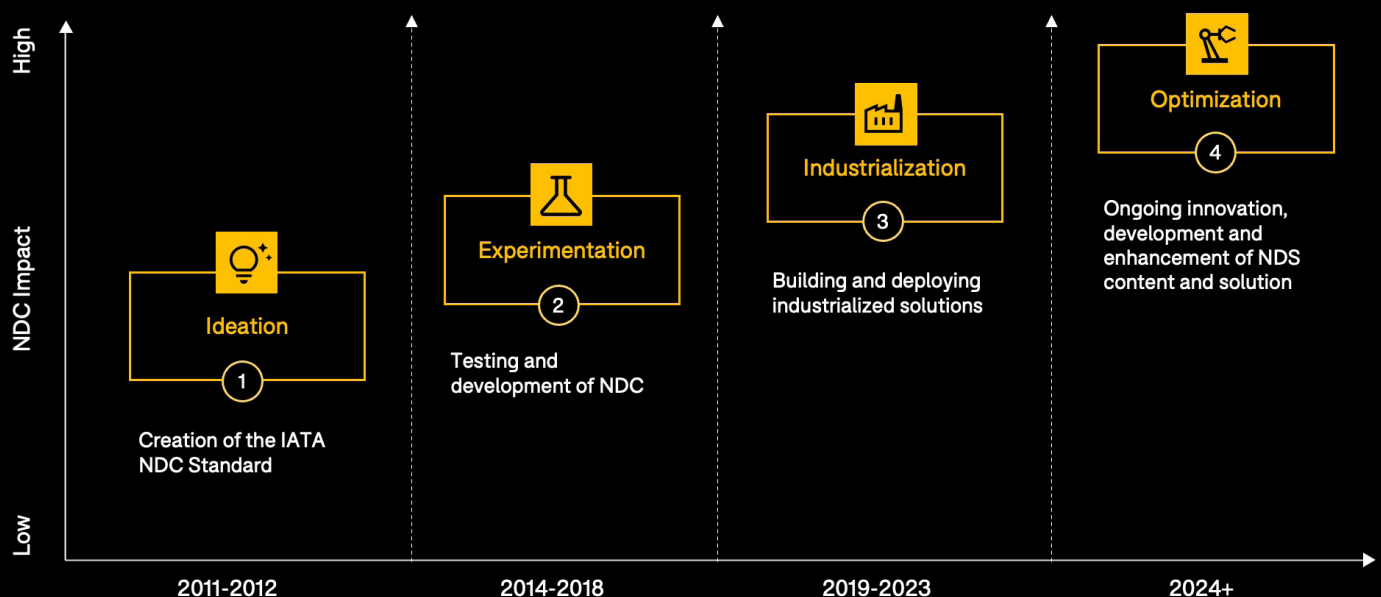 High
NDC Impact
Low
Ideation
1
Creation of the IATA
NDC Standard
2011-2012
Experimentation
2
Testing and
development of NDC
2014-2018
Industrialization
3
Building and deploying
industrialized solutions
2019-2023
Optimization
4
Ongoing innovation,
development and
enhancement of NDS
content and solution
2024+